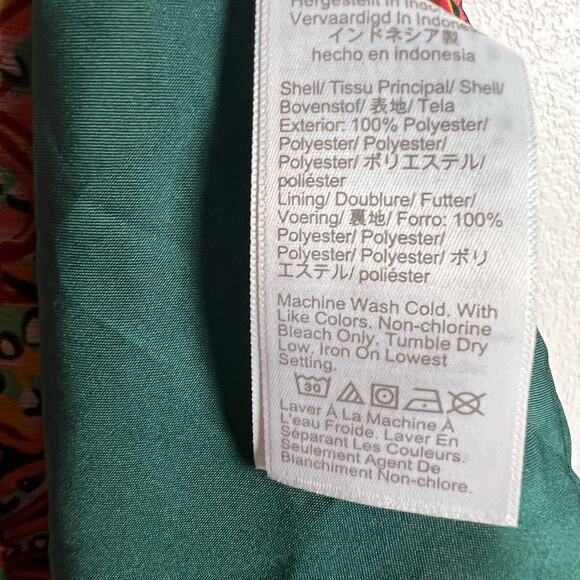 Hergestellt in Indo
Vervaardigd In Indone
インドネシア製
hecho en indonesia
Shell/ Tissu Principal/ Shell/
Bovenstof/ 表地/ Tela
Exterior: 100% Polyester/
Polyester/ Polyester/
Polyester/ ポリエステル/
poliéster
Lining/ Doublure/ Futter/
Voering/ 裏地/ Forro: 100%
Polyester/ Polyester/
Polyester/ Polyester/ ポリ
エステル/ poliéster
Machine Wash Cold. With
Like Colors. Non-chlorine
Bleach Only. Tumble Dry
Low. Iron On Lowest
Setting.
30
Laver À La Machine À
L'eau Froide. Laver En
Séparant Les Couleurs.
Seulement Agent De
Blanchiment Non-chlore.